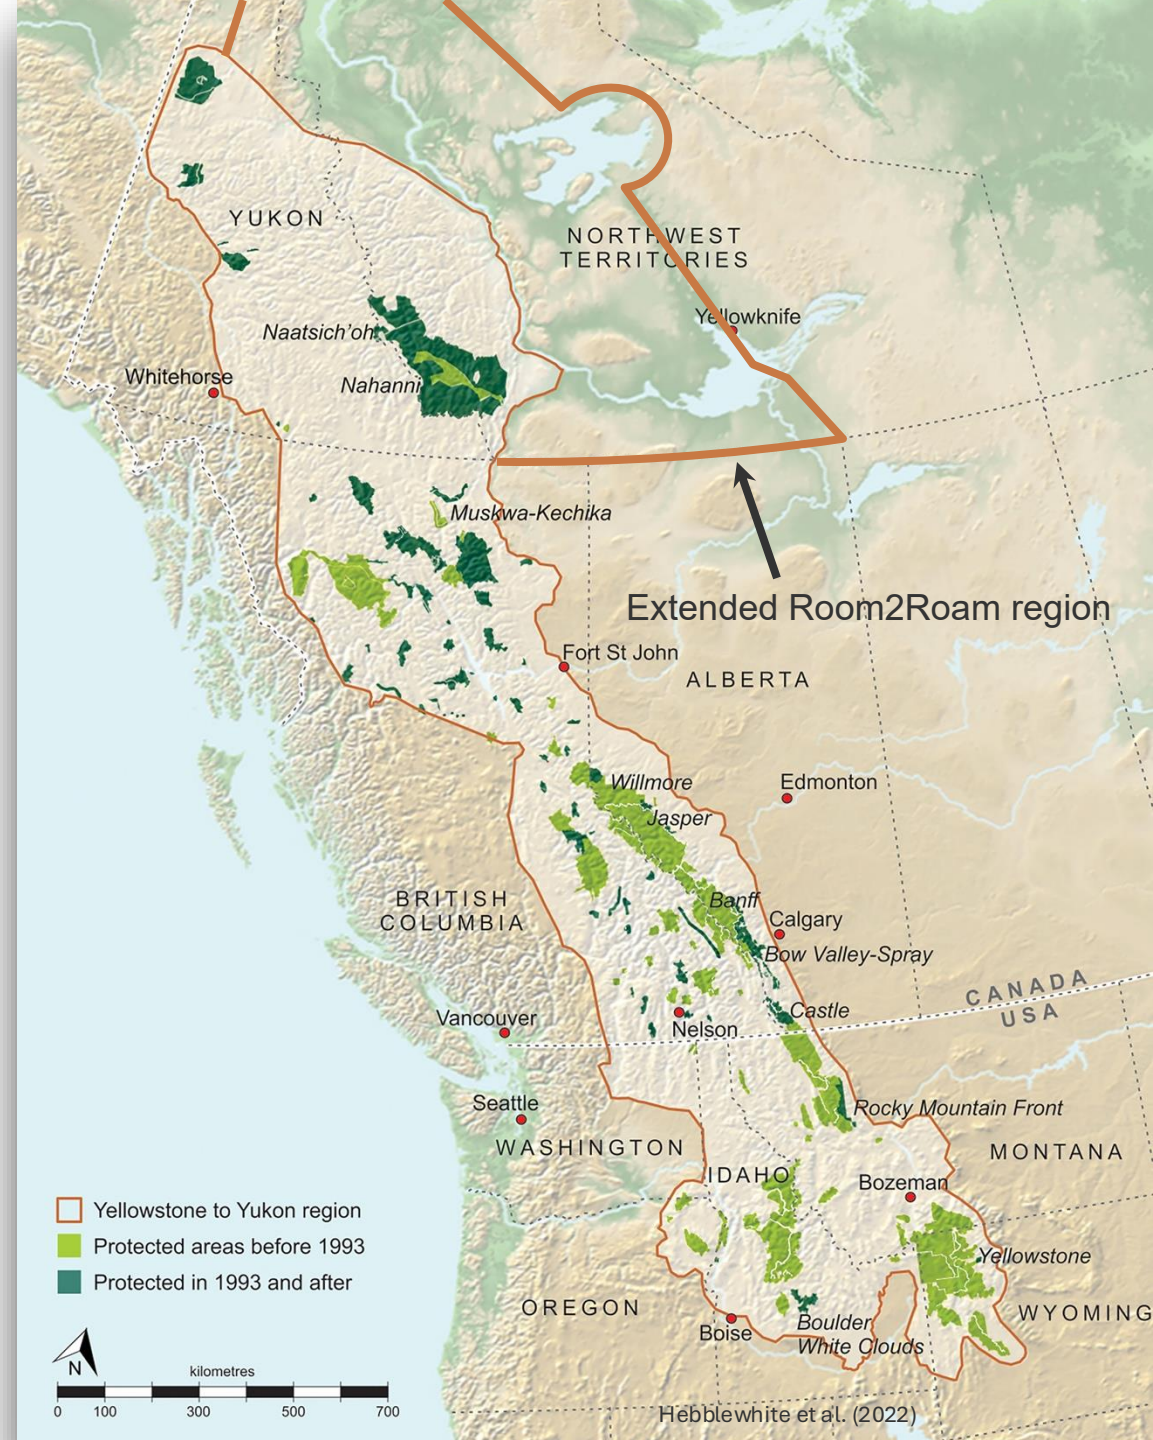 YUKON
NORTHWEST
TERRITORIES
Naatsich'oh
Yellowknife
Whitehorse
Nahanni
Muskwa-Kechika
Extended Room2Roam region
Fort St John
ALBERTA
Willmore
Edmonton
Jasper
BRITISH
COLUMBIA
Banff
Calgary
Bow Valley-Spray
CANADA
USA
Castle
Vancouver
Nelson
Seattle
Rocky Mountain Front
WASHINGTON
MONTANA
IDAHO
Bozeman
Yellowstone to Yukon region
Protected areas before 1993
Protected in 1993 and after
Yellowstone
OREGON
WYOMING
Boise
Boulder
White Clouds
N
kilometres
0 100 300 500 700
Hebblewhite et al. (2022)